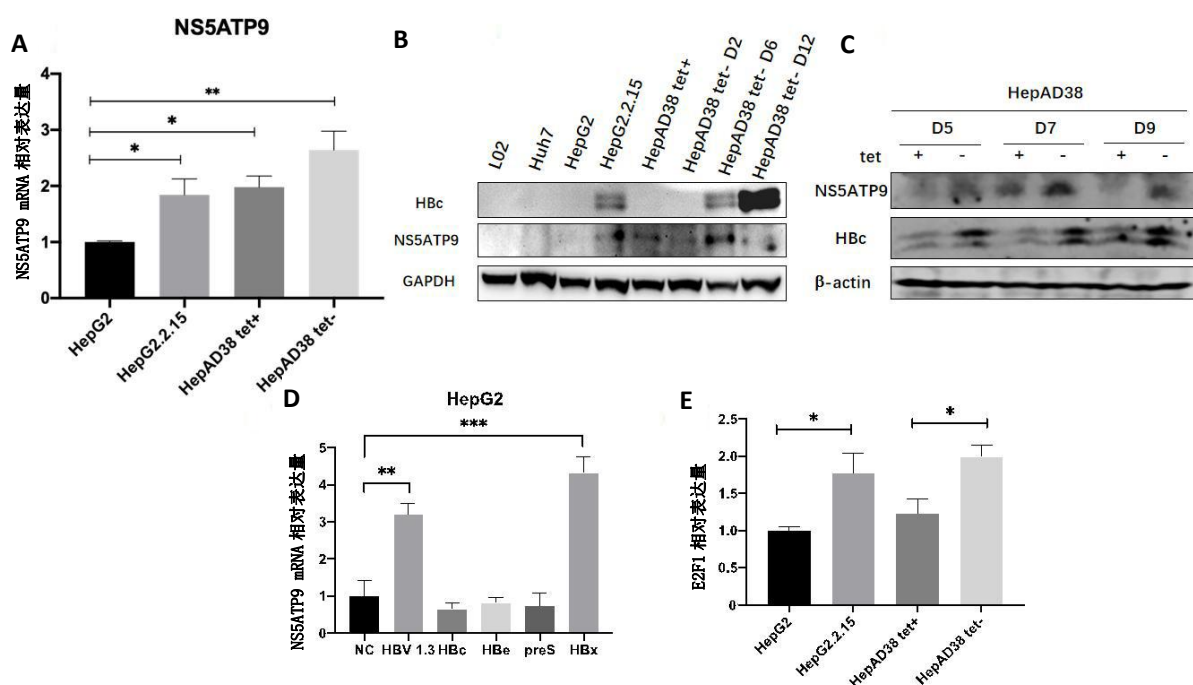 A
NS5ATP9
NS5ATP9 mRNA 相对表达量
4
3
2
1
0
**
*
*
HepG2
HepG2.2.15
HepAD38 tet+
HepAD38 tet-
B
L02
Huh7
HepG2
HepG2.2.15
HepAD38 tet+
HepAD38 tet- D2
HepAD38 tet- D6
HepAD38 tet- D12
HBc
NS5ATP9
GAPDH
C
HepAD38
D5 D7 D9
tet + - + - + -
NS5ATP9
HBc
β-actin
D
HepG2
NS5ATP9 mRNA 相对表达量
5
4
3
2
1
0
***
**
NC HBV 1.3 HBc HBe preS HBx
E
E2F1 相对表达量
2.5
2.0
1.5
1.0
0.5
0.0
* *
HepG2
HepG2.2.15
HepAD38 tet+
HepAD38 tet-